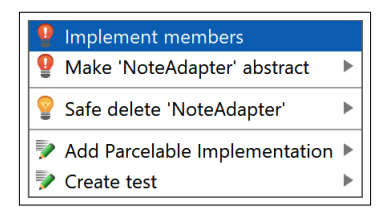 Implement members
Make 'NoteAdapter' abstract
Safe delete 'NoteAdapter'
Add Parcelable Implementation
Create test